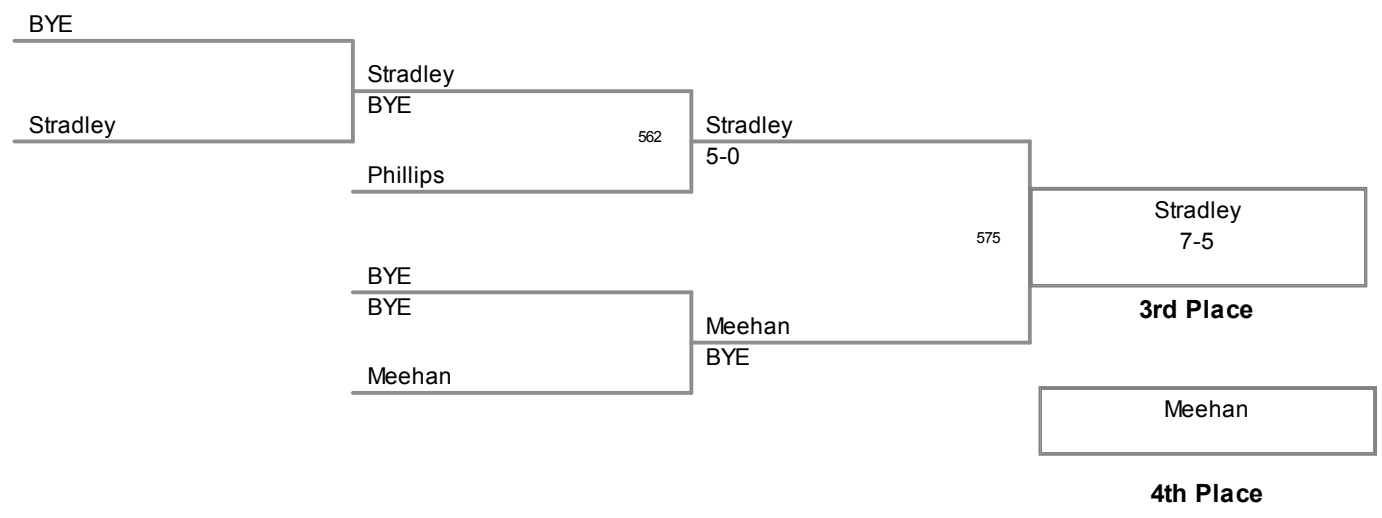 BYE
Stradley
Stradley
BYE
562
Phillips
Stradley
5-0
BYE
BYE
Meehan
Meehan
BYE
575
Stradley
7-5
3rd Place
Meehan
4th Place